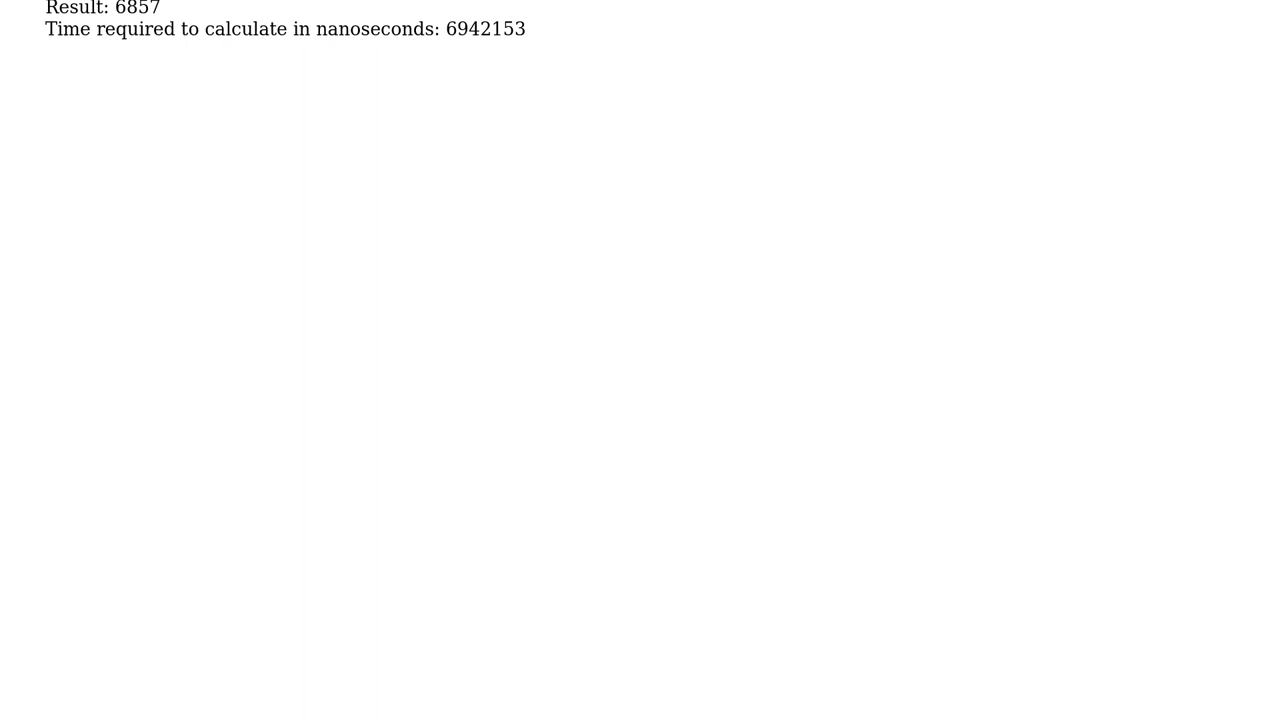 Result: 6857
Time required to calculate in nanoseconds: 6942153